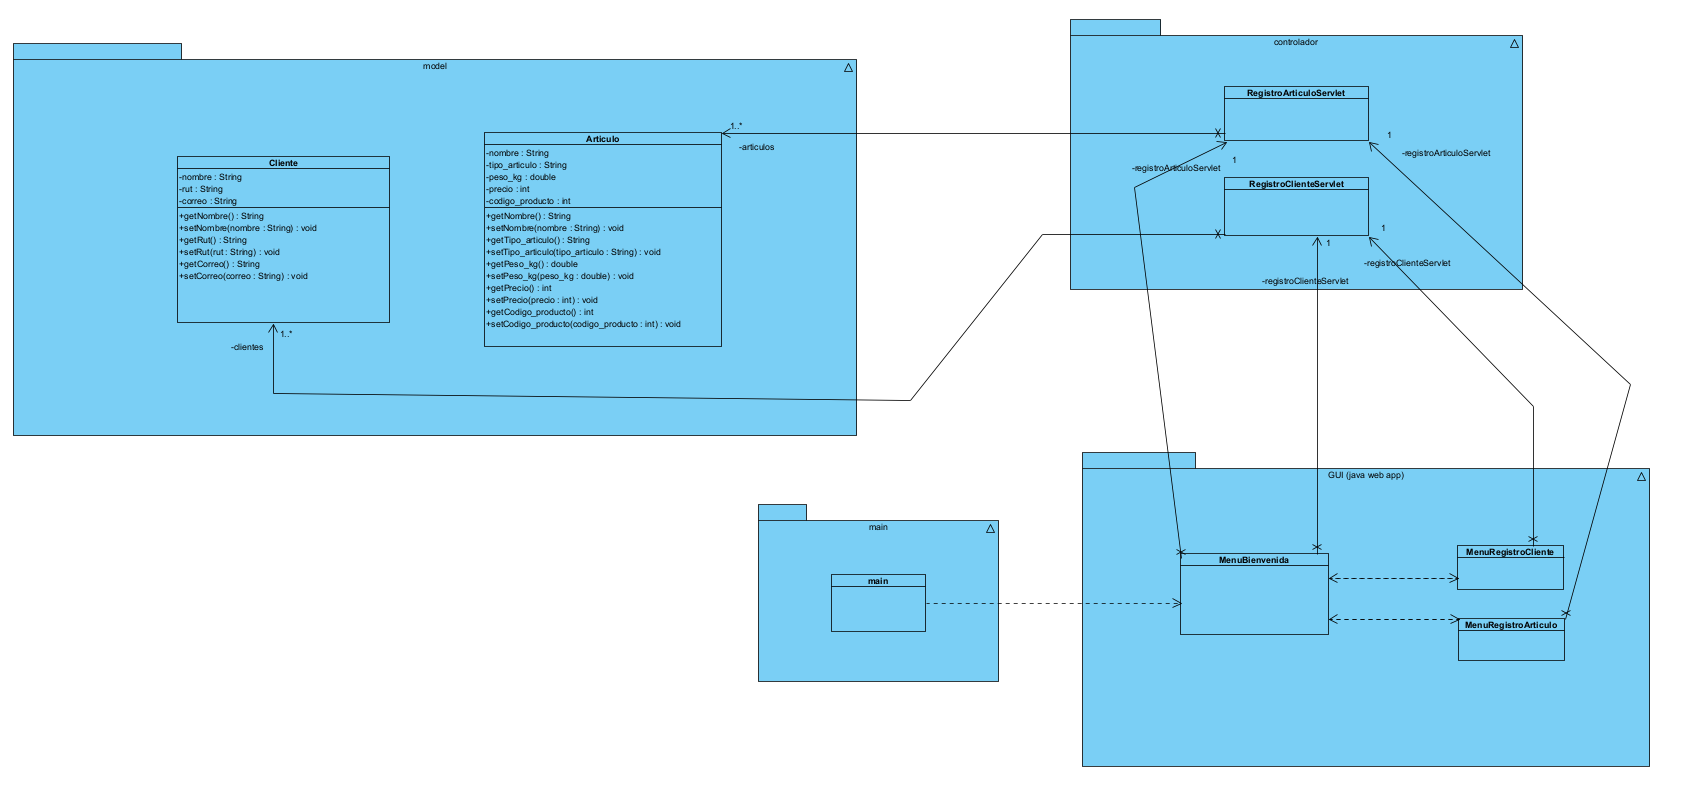 model
Cliente
-nombre : String
-rut : String
-correo : String
+getNombre() : String
+setNombre(nombre : String) : void
+getRut() : String
+setRut(rut : String) : void
+getCorreo() : String
+setCorreo(correo : String) : void
1..*
-clientes
Articulo
-nombre : String
-tipo_articulo : String
-peso_kg : double
-precio : int
-codigo_producto : int
+getNombre() : String
+setNombre(nombre : String) : void
+getTipo_articulo() : String
+setTipo_articulo(tipo_articulo : String) : void
+getPeso_kg() : double
+setPeso_kg(peso_kg : double) : void
+getPrecio() : int
+setPrecio(precio : int) : void
+getCodigo_producto() : int
+setCodigo_producto(codigo_producto : int) : void
1..*
-articulos
controlador
RegistroArticuloServlet
1
-registroArticuloServlet
1
-registroArticuloServlet
RegistroClienteServlet
1
-registroClienteServlet
1
-registroClienteServlet
main
main
GUI (java web app)
MenuBienvenida
MenuRegistroCliente
MenuRegistroArticulo